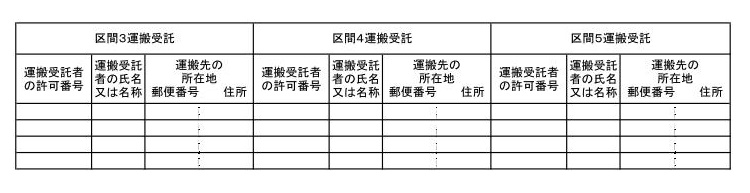 区間3運搬受託 区間4運搬受託 区間5運搬受託
運搬受託者
の許可番号
運搬受託
者の氏名
又は名称
運搬先の
所在地
郵便番号 住所
運搬受託者
の許可番号
運搬受託
者の氏名
又は名称
運搬先の
所在地
郵便番号 住所
運搬受託者
の許可番号
運搬受託
者の氏名
又は名称
運搬先の
所在地
郵便番号 住所